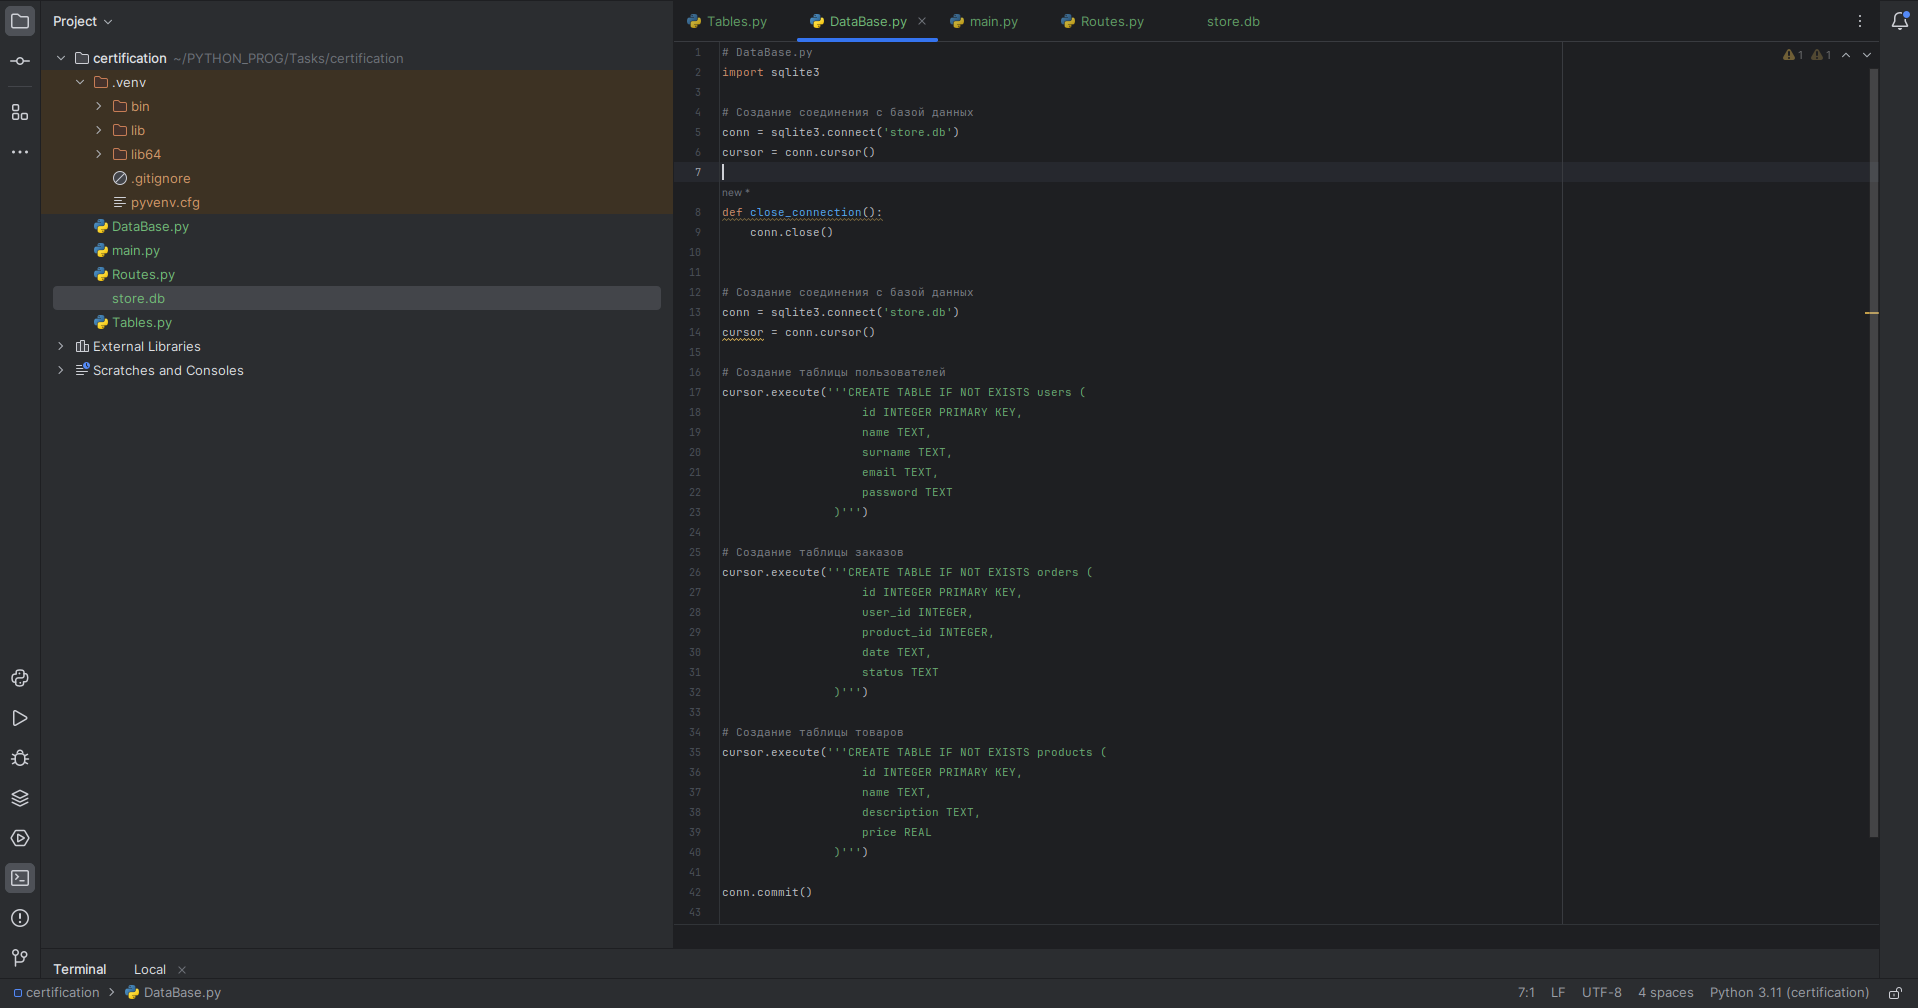 Project
certification ~/PYTHON_PROG/Tasks/certification
.venv
bin
lib
lib64
.gitignore
pyvenv.cfg
DataBase.py
main.py
Routes.py
store.db
Tables.py
External Libraries
Scratches and Consoles
Tables.py DataBase.py main.py Routes.py store.db
1 1
1 # DataBase.py
2 import sqlite3
3
4 # Создание соединения с базой данных
5 conn = sqlite3.connect('store.db')
6 cursor = conn.cursor()
7
new *
8 def close_connection():
9     conn.close()
10
11
12 # Создание соединения с базой данных
13 conn = sqlite3.connect('store.db')
14 cursor = conn.cursor()
15
16 # Создание таблицы пользователей
17 cursor.execute('''CREATE TABLE IF NOT EXISTS users (
18                     id INTEGER PRIMARY KEY,
19                     name TEXT,
20                     surname TEXT,
21                     email TEXT,
22                     password TEXT
23                 )''')
24
25 # Создание таблицы заказов
26 cursor.execute('''CREATE TABLE IF NOT EXISTS orders (
27                     id INTEGER PRIMARY KEY,
28                     user_id INTEGER,
29                     product_id INTEGER,
30                     date TEXT,
31                     status TEXT
32                 )''')
33
34 # Создание таблицы товаров
35 cursor.execute('''CREATE TABLE IF NOT EXISTS products (
36                     id INTEGER PRIMARY KEY,
37                     name TEXT,
38                     description TEXT,
39                     price REAL
40                 )''')
41
42 conn.commit()
43
Terminal Local
certification > DataBase.py 7:1 LF UTF-8 4 spaces Python 3.11 (certification)